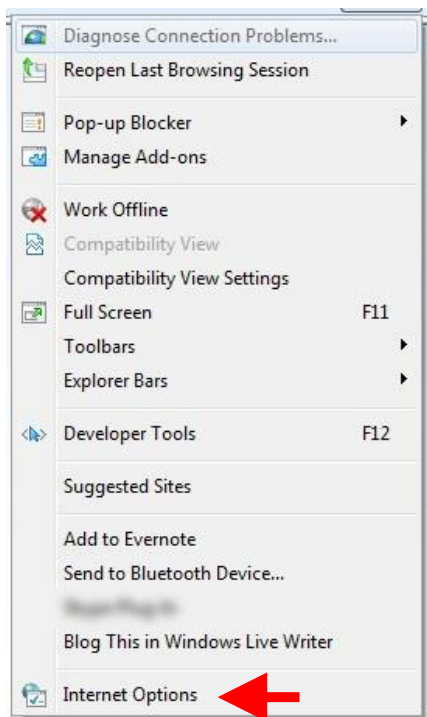 Diagnose Connection Problems...
Reopen Last Browsing Session
Pop-up Blocker
Manage Add-ons
Work Offline
Compatibility View
Compatibility View Settings
Full Screen F11
Toolbars
Explorer Bars
Developer Tools F12
Suggested Sites
Add to Evernote
Send to Bluetooth Device...
Blog This in Windows Live Writer
Internet Options